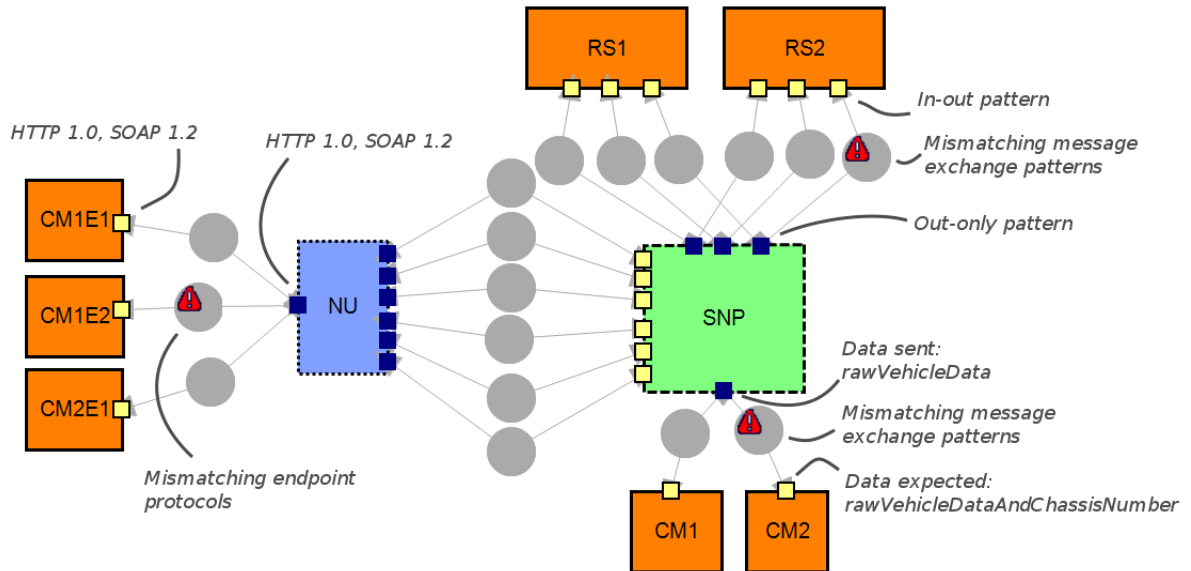 RS1
RS2
In-out pattern
HTTP 1.0, SOAP 1.2
HTTP 1.0, SOAP 1.2
Mismatching message
exchange patterns
CM1E1
Out-only pattern
NU
CM1E2
SNP
Data sent:
rawVehicleData
CM2E1
Mismatching message
exchange patterns
Mismatching endpoint
protocols
Data expected:
rawVehicleDataAndChassisNumber
CM1
CM2